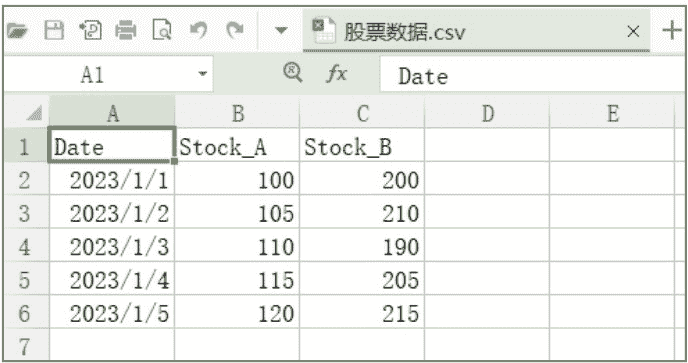 股票数据.csv
A1 fx Date
A B C D E
1 Date Stock_A Stock_B
2 2023/1/1 100 200
3 2023/1/2 105 210
4 2023/1/3 110 190
5 2023/1/4 115 205
6 2023/1/5 120 215
7